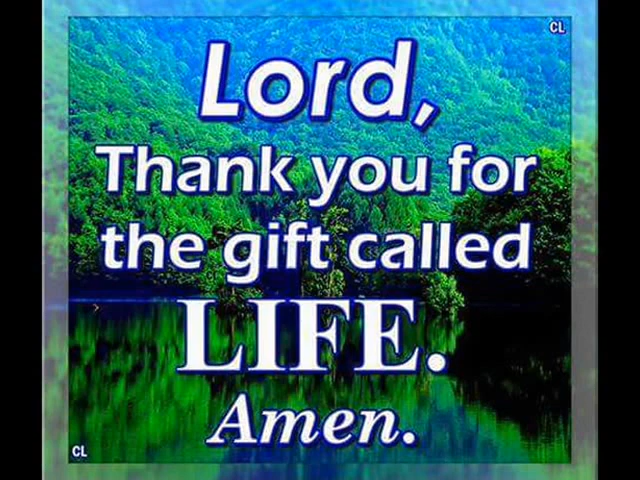 CL
Lord,
Thank you for
the gift called
LIFE.
Amen.
CL